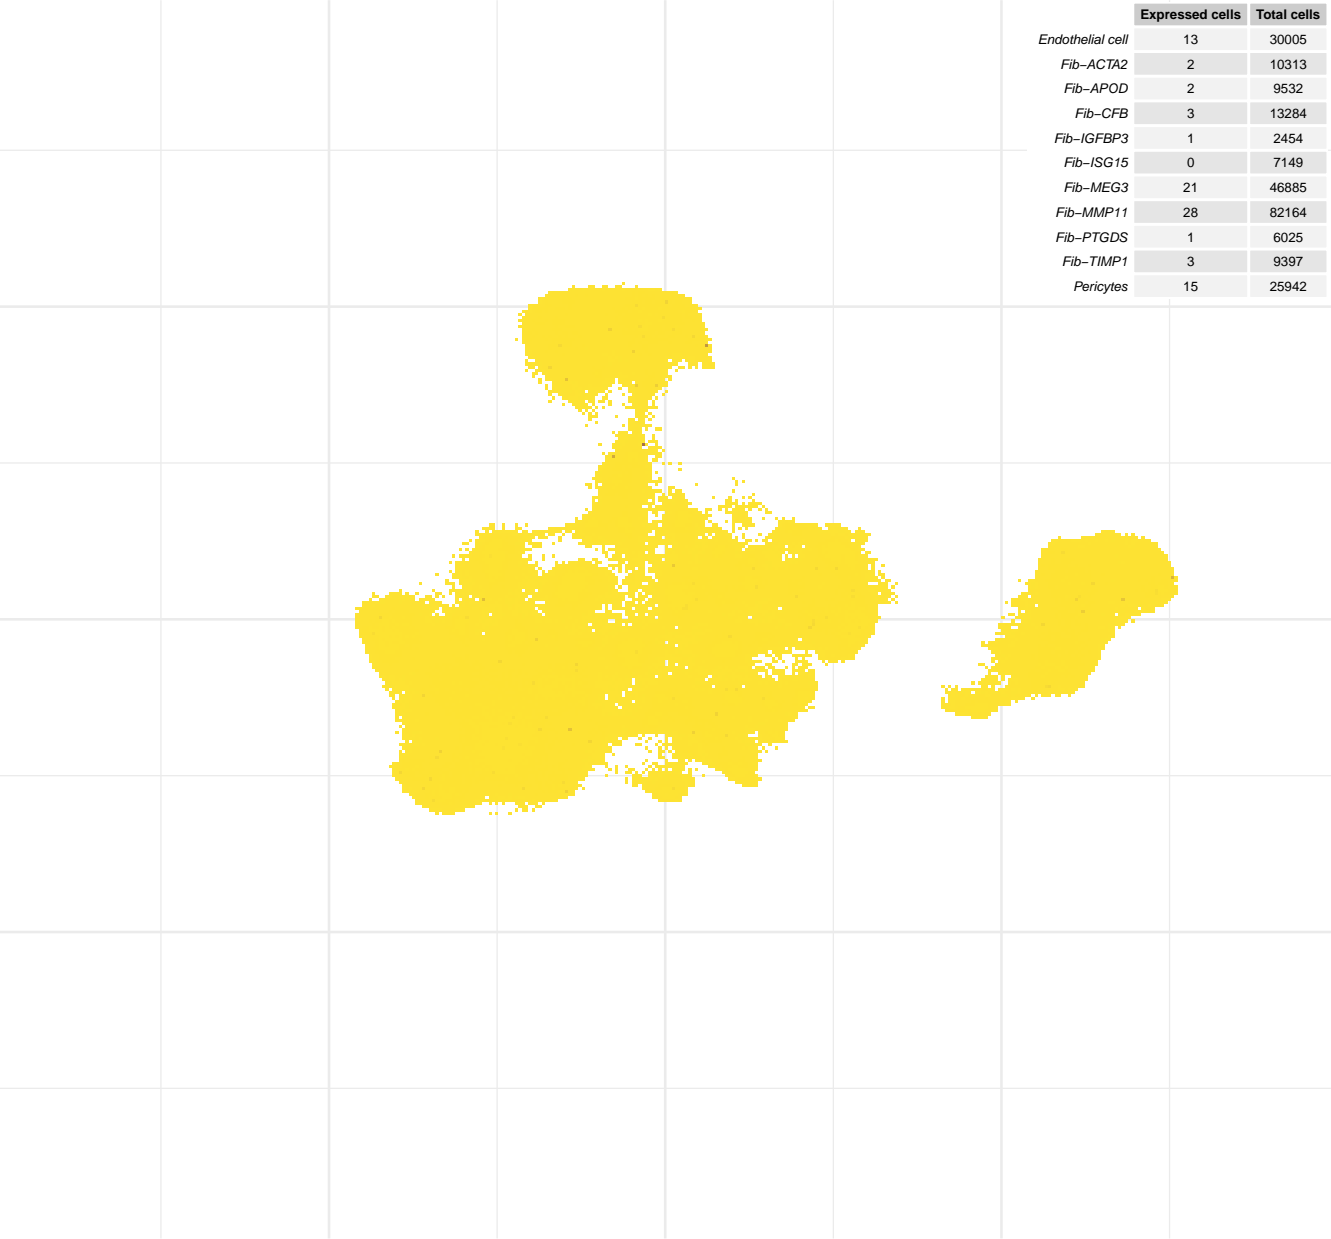 Expressed cells Total cells
Endothelial cell 13 30005
Fib−ACTA2 2 10313
Fib−APOD 2 9532
Fib−CFB 3 13284
Fib−IGFBP3 1 2454
Fib−ISG15 0 7149
Fib−MEG3 21 46885
Fib−MMP11 28 82164
Fib−PTGDS 1 6025
Fib−TIMP1 3 9397
Pericytes 15 25942